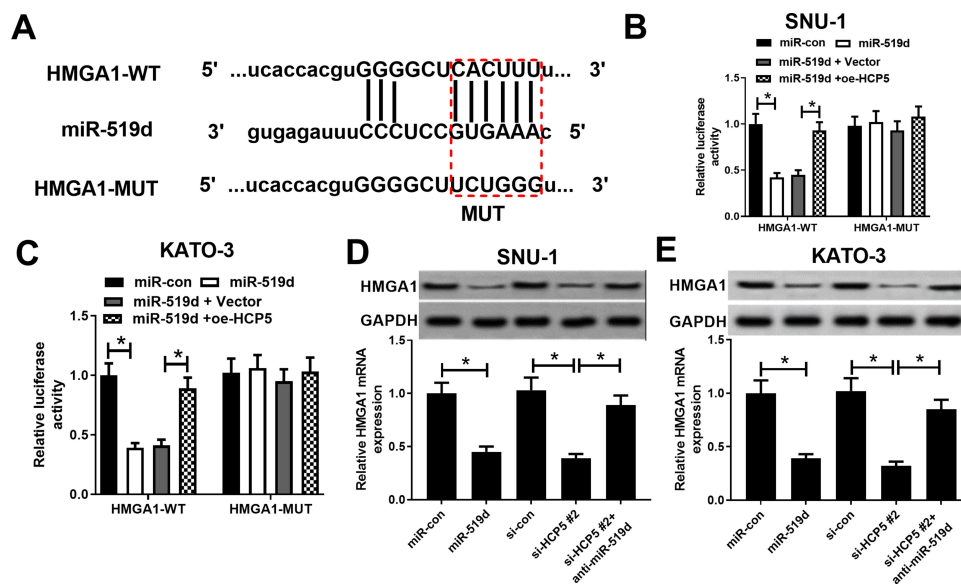 A
HMGA1-WT 5' ...ucaccacguGGGGCUCACUUUu... 3'
miR-519d 3' gugagauuuCCCUCCGUGAAAc 5'
HMGA1-MUT 5' ...ucaccacguGGGGCUUCUGGGu... 3'
MUT
B
SNU-1
miR-con miR-519d
miR-519d + Vector
miR-519d +oe-HCP5
Relative luciferase
activity
1.5
1.0
0.5
0.0
* *
HMGA1-WT HMGA1-MUT
C
KATO-3
miR-con miR-519d
miR-519d + Vector
miR-519d +oe-HCP5
Relative luciferase
activity
1.5
1.0
0.5
0.0
* *
HMGA1-WT HMGA1-MUT
D
SNU-1
HMGA1
GAPDH
Relative HMGA1 mRNA
expression
1.5
1.0
0.5
0.0
* * *
miR-con
miR-519d
si-con
si-HCP5 #2
si-HCP5 #2+
anti-miR-519d
E
KATO-3
HMGA1
GAPDH
Relative HMGA1 mRNA
expression
1.5
1.0
0.5
0.0
* * *
miR-con
miR-519d
si-con
si-HCP5 #2
si-HCP5 #2+
anti-miR-519d